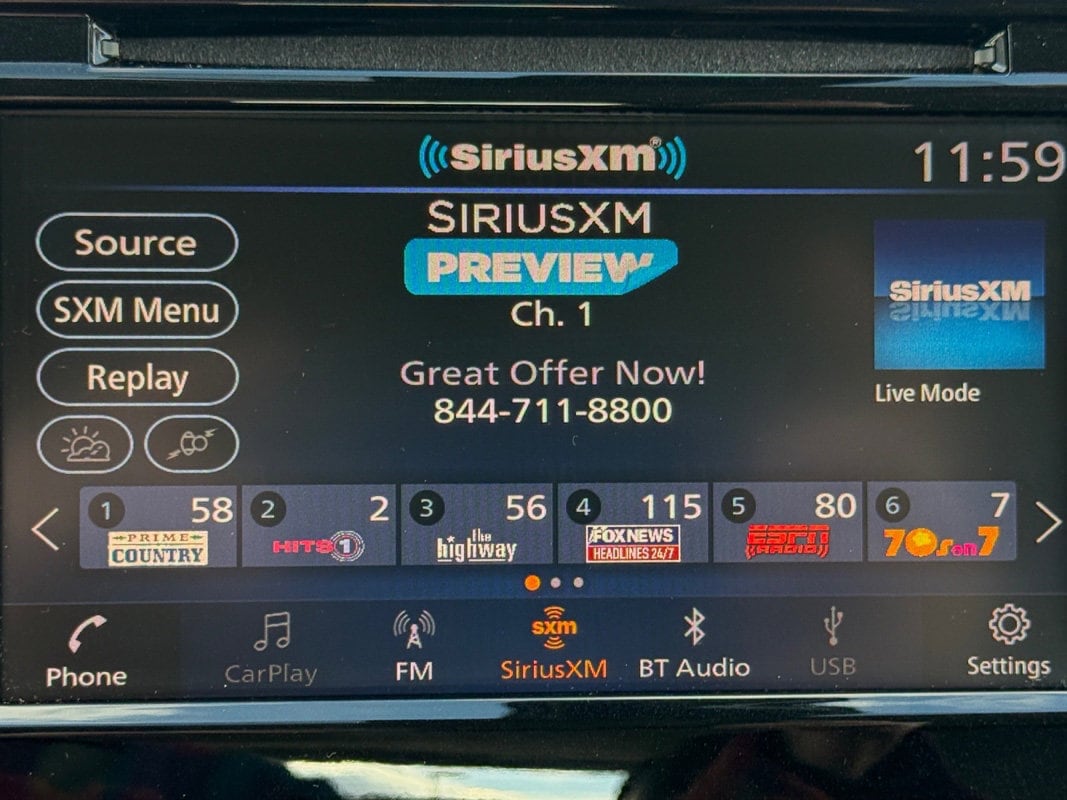 SiriusXM®
11:59
Source
SXM Menu
Replay
SIRIUSXM
PREVIEW
Ch. 1
Great Offer Now!
844-711-8800
SiriusXM
Live Mode
1 58
PRIME
COUNTRY
2 2
HITS 1
3 56
the
highway
4 115
FOX NEWS
HEADLINES 24/7
5 80
ESPN
RADIO
6 7
70s on 7
Phone
CarPlay
FM
sxm
SiriusXM
BT Audio
USB
Settings